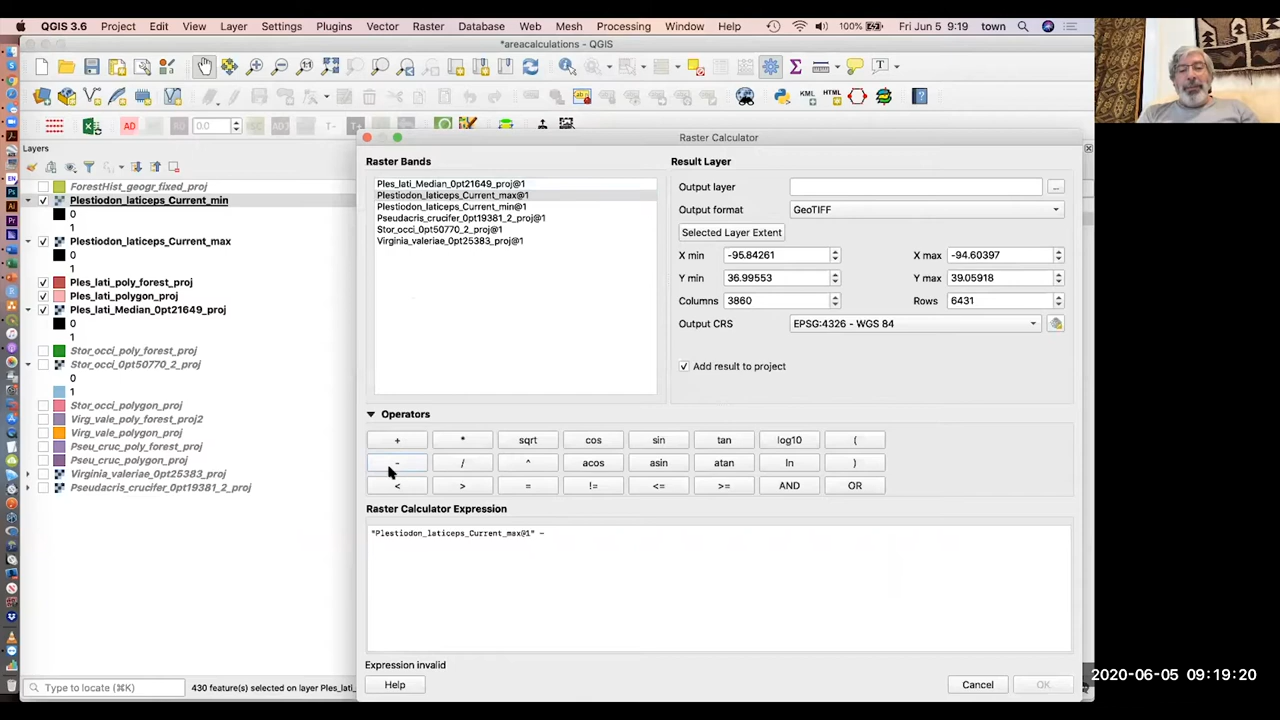 QGIS 3.6 Project Edit View Layer Settings Plugins Vector Raster Database Web Mesh Processing Window Help 100% Fri Jun 5 9:19 town
*areacalculations - QGIS
0.0
KML HTML
Layers
ForestHist_geogr_fixed_proj
Plestiodon_laticeps_Current_min
0
1
Plestiodon_laticeps_Current_max
0
1
Ples_lati_poly_forest_proj
Ples_lati_polygon_proj
Ples_lati_Median_0pt21649_proj
0
1
Stor_occi_poly_forest_proj
Stor_occi_0pt50770_2_proj
0
1
Stor_occi_polygon_proj
Virg_vale_poly_forest_proj2
Virg_vale_polygon_proj
Pseu_cruc_poly_forest_proj
Pseu_cruc_polygon_proj
Virginia_valeriae_0pt25383_proj
Pseudacris_crucifer_0pt19381_2_proj
Type to locate (⌘K)
430 feature(s) selected on layer Ples_lati_
Raster Calculator
Raster Bands
Ples_lati_Median_0pt21649_proj@1
Plestiodon_laticeps_Current_max@1
Plestiodon_laticeps_Current_min@1
Pseudacris_crucifer_0pt19381_2_proj@1
Stor_occi_0pt50770_2_proj@1
Virginia_valeriae_0pt25383_proj@1
Result Layer
Output layer ...
Output format GeoTIFF
Selected Layer Extent
X min -95.84261 X max -94.60397
Y min 36.99553 Y max 39.05918
Columns 3860 Rows 6431
Output CRS EPSG:4326 - WGS 84
Add result to project
Operators
+ * sqrt cos sin tan log10 (
- / ^ acos asin atan ln )
< > = != <= >= AND OR
Raster Calculator Expression
"Plestiodon_laticeps_Current_max@1" -
Expression invalid
Help Cancel OK
2020-06-05 09:19:20